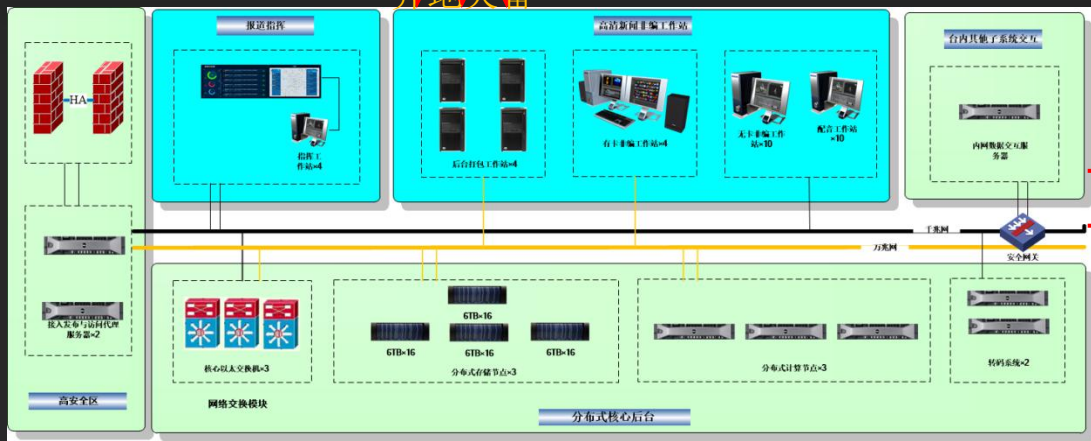 异地灾备
报道指挥
高清新闻非编工作站
台内其他子系统交互
HA
指挥工
作站×4
后台打包工作站×4
有卡非编工作站×4
无卡非编工作
站×10
配音工作站
×10
内网数据交互服
务器
千兆网
万兆网
安全网关
接入发布与访问代理
服务器×2
高安全区
6TB×16
6TB×16
6TB×16
6TB×16
核心以太交换机×3
分布式存储节点×3
分布式计算节点×3
转码系统×2
网络交换模块
分布式核心后台